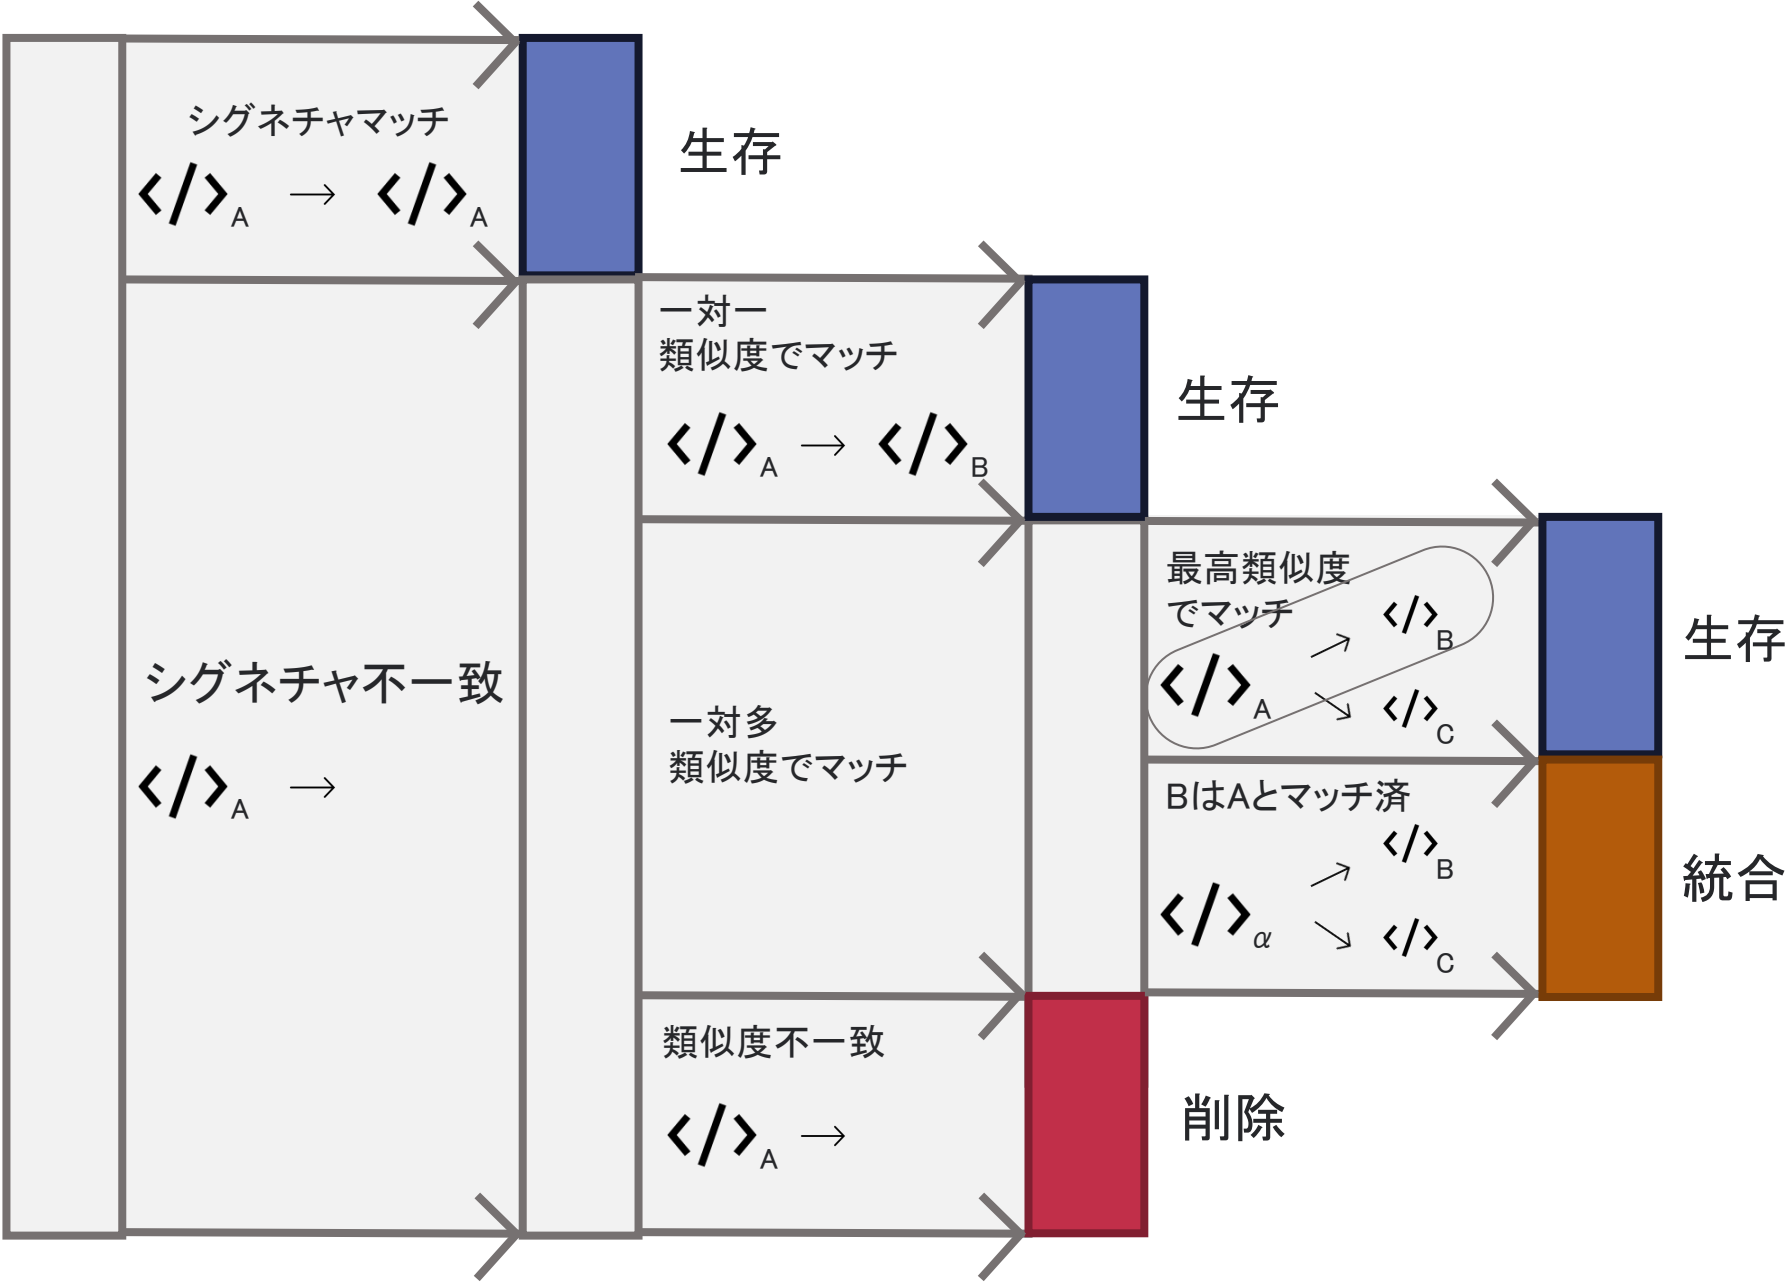 シグネチャマッチ
</>A → </>A
生存
シグネチャ不一致
</>A →
一対一
類似度でマッチ
</>A → </>B
生存
一対多
類似度でマッチ
類似度不一致
</>A →
削除
最高類似度
でマッチ
</>B
</>A
</>C
生存
BはAとマッチ済
</>B
</>α
</>C
統合